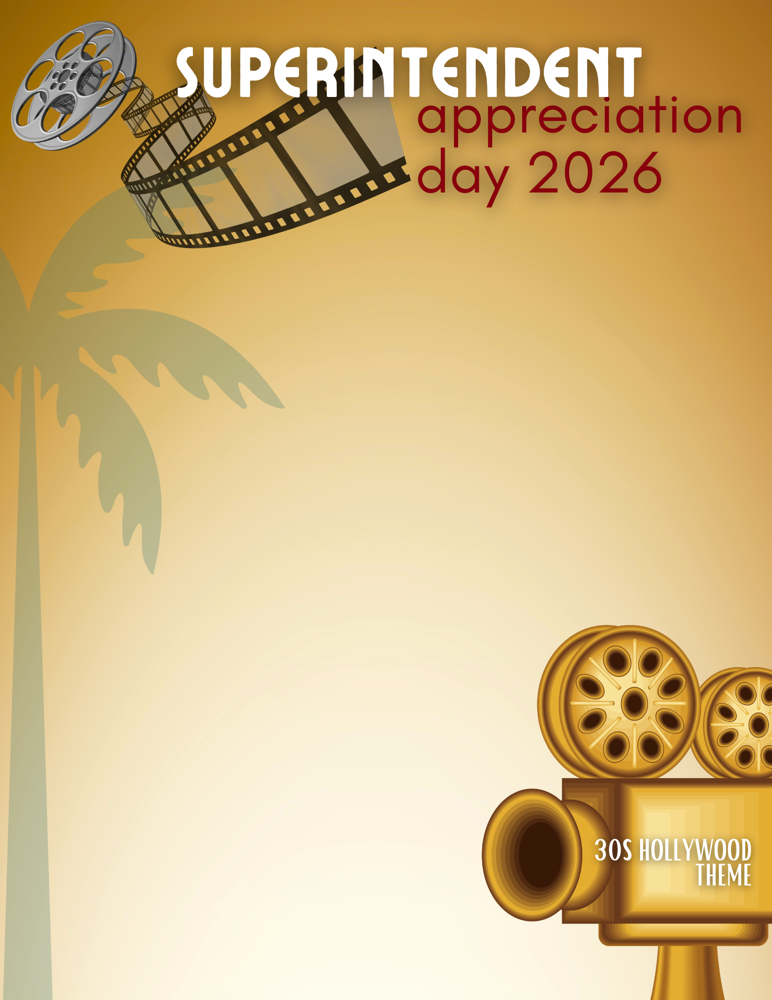 SUPERINTENDENT
appreciation
day 2026
30S HOLLYWOOD
THEME